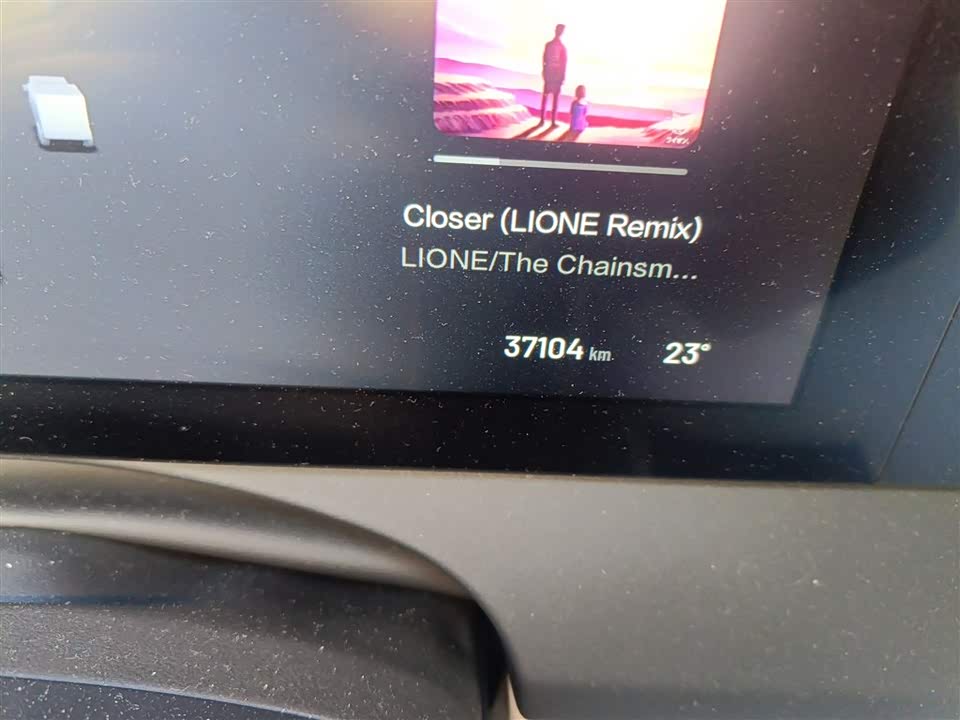 Closer (LIONE Remix)
LIONE/The Chainsm...
37104 km 23°